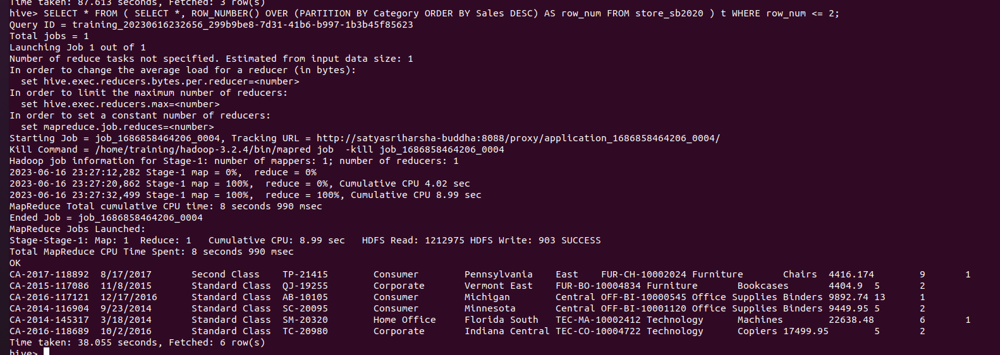 Time taken: 87.613 seconds, Fetched: 3 row(s)
hive> SELECT * FROM ( SELECT *, ROW_NUMBER() OVER (PARTITION BY Category ORDER BY Sales DESC) AS row_num FROM store_sb2020 ) t WHERE row_num <= 2;
Query ID = training_20230616232656_299b9be8-7d31-41b6-b997-1b3b45f85623
Total jobs = 1
Launching Job 1 out of 1
Number of reduce tasks not specified. Estimated from input data size: 1
In order to change the average load for a reducer (in bytes):
  set hive.exec.reducers.bytes.per.reducer=<number>
In order to limit the maximum number of reducers:
  set hive.exec.reducers.max=<number>
In order to set a constant number of reducers:
  set mapreduce.job.reduces=<number>
Starting Job = job_1686858464206_0004, Tracking URL = http://satyasriharsha-buddha:8088/proxy/application_1686858464206_0004/
Kill Command = /home/training/hadoop-3.2.4/bin/mapred job  -kill job_1686858464206_0004
Hadoop job information for Stage-1: number of mappers: 1; number of reducers: 1
2023-06-16 23:27:12,282 Stage-1 map = 0%,  reduce = 0%
2023-06-16 23:27:20,862 Stage-1 map = 100%,  reduce = 0%, Cumulative CPU 4.02 sec
2023-06-16 23:27:32,499 Stage-1 map = 100%,  reduce = 100%, Cumulative CPU 8.99 sec
MapReduce Total cumulative CPU time: 8 seconds 990 msec
Ended Job = job_1686858464206_0004
MapReduce Jobs Launched:
Stage-Stage-1: Map: 1  Reduce: 1   Cumulative CPU: 8.99 sec   HDFS Read: 1212975 HDFS Write: 903 SUCCESS
Total MapReduce CPU Time Spent: 8 seconds 990 msec
OK
CA-2017-118892  8/17/2017       Second Class    TP-21415        Consumer        Pennsylvania    East    FUR-CH-10002024 Furniture       Chairs  4416.174        9       1
CA-2015-117086  11/8/2015       Standard Class  QJ-19255        Corporate       Vermont East    FUR-BO-10004834 Furniture       Bookcases       4404.9  5       2
CA-2016-117121  12/17/2016      Standard Class  AB-10105        Consumer        Michigan        Central OFF-BI-10000545 Office Supplies Binders 9892.74 13      1
CA-2014-116904  9/23/2014       Standard Class  SC-20095        Consumer        Minnesota       Central OFF-BI-10001120 Office Supplies Binders 9449.95 5       2
CA-2014-145317  3/18/2014       Standard Class  SM-20320        Home Office     Florida South   TEC-MA-10002412 Technology      Machines        22638.48        6       1
CA-2016-118689  10/2/2016       Standard Class  TC-20980        Corporate       Indiana Central TEC-CO-10004722 Technology      Copiers 17499.95        5       2
Time taken: 38.055 seconds, Fetched: 6 row(s)
hive>